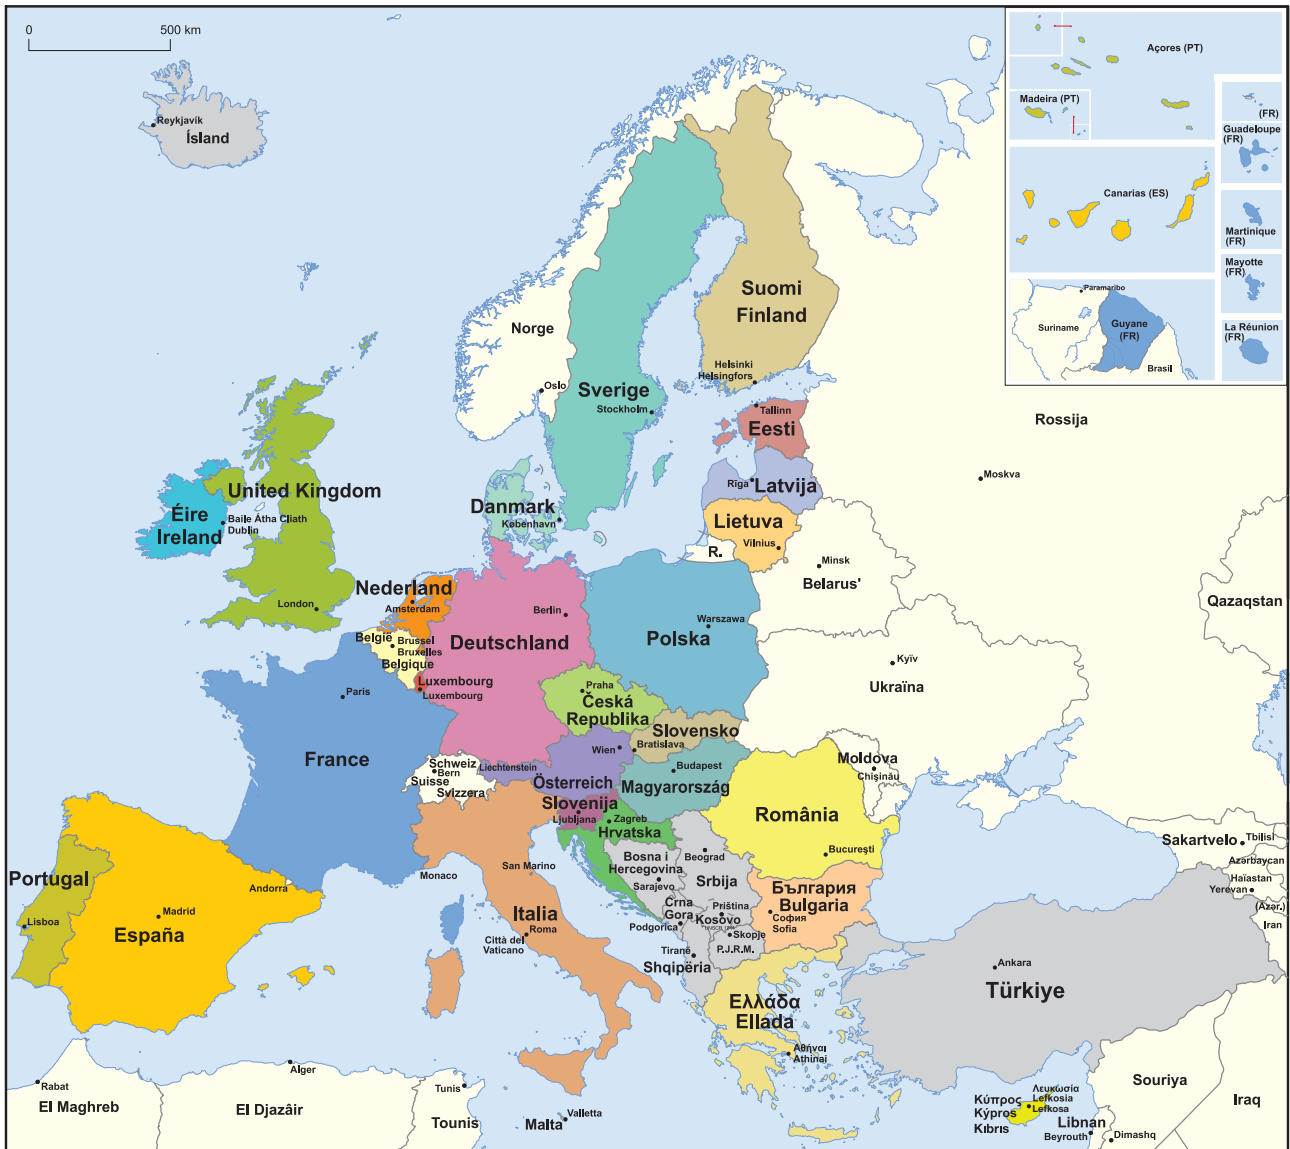 0
500 km
Reykjavík
Ísland
Açores (PT)
Madeira (PT)
(FR)
Guadeloupe
(FR)
Canarias (ES)
Martinique
(FR)
Mayotte
(FR)
Paramaribo
Suriname
Guyane
(FR)
Brasil
La Réunion
(FR)
Suomi
Finland
Norge
Helsinki
Helsingfors
Oslo
Sverige
Stockholm
Tallinn
Eesti
Rossija
Moskva
Rīga
Latvija
United Kingdom
Éire
Ireland
Baile Átha Cliath
Dublin
Danmark
København
Lietuva
Vilnius
R.
Minsk
Belarus'
Qazaqstan
London
Nederland
Amsterdam
Berlin
Deutschland
Warszawa
Polska
België
Brussel
Bruxelles
Belgique
Luxembourg
Luxembourg
Kyïv
Ukraïna
Paris
France
Praha
Česká
Republika
Slovensko
Bratislava
Wien
Schweiz
Bern
Suisse
Svizzera
Liechtenstein
Österreich
Budapest
Magyarország
Moldova
Chişinău
Slovenija
Ljubljana
Zagreb
Hrvatska
România
Bucureşti
Sakartvelo
Tbilisi
Azərbaycan
Haïastan
Yerevan
(Azər.)
Iran
Portugal
Lisboa
Madrid
España
Andorra
Monaco
San Marino
Italia
Roma
Città del
Vaticano
Bosna i
Hercegovina
Sarajevo
Beograd
Srbija
Crna
Gora
Podgorica
Priština
Kosovo
Skopje
P.J.R.M.
Tiranë
Shqipëria
България
Bulgaria
София
Sofia
Ελλάδα
Ellada
Αθήναι
Athinai
Ankara
Türkiye
Rabat
El Maghreb
Alger
El Djazâir
Tunis
Tounis
Valletta
Malta
Κύπρος
Kýpros
Kıbrıs
Λευκωσία
Lefkosia
Lefkosa
Libnan
Beyrouth
Dimashq
Souriya
Iraq